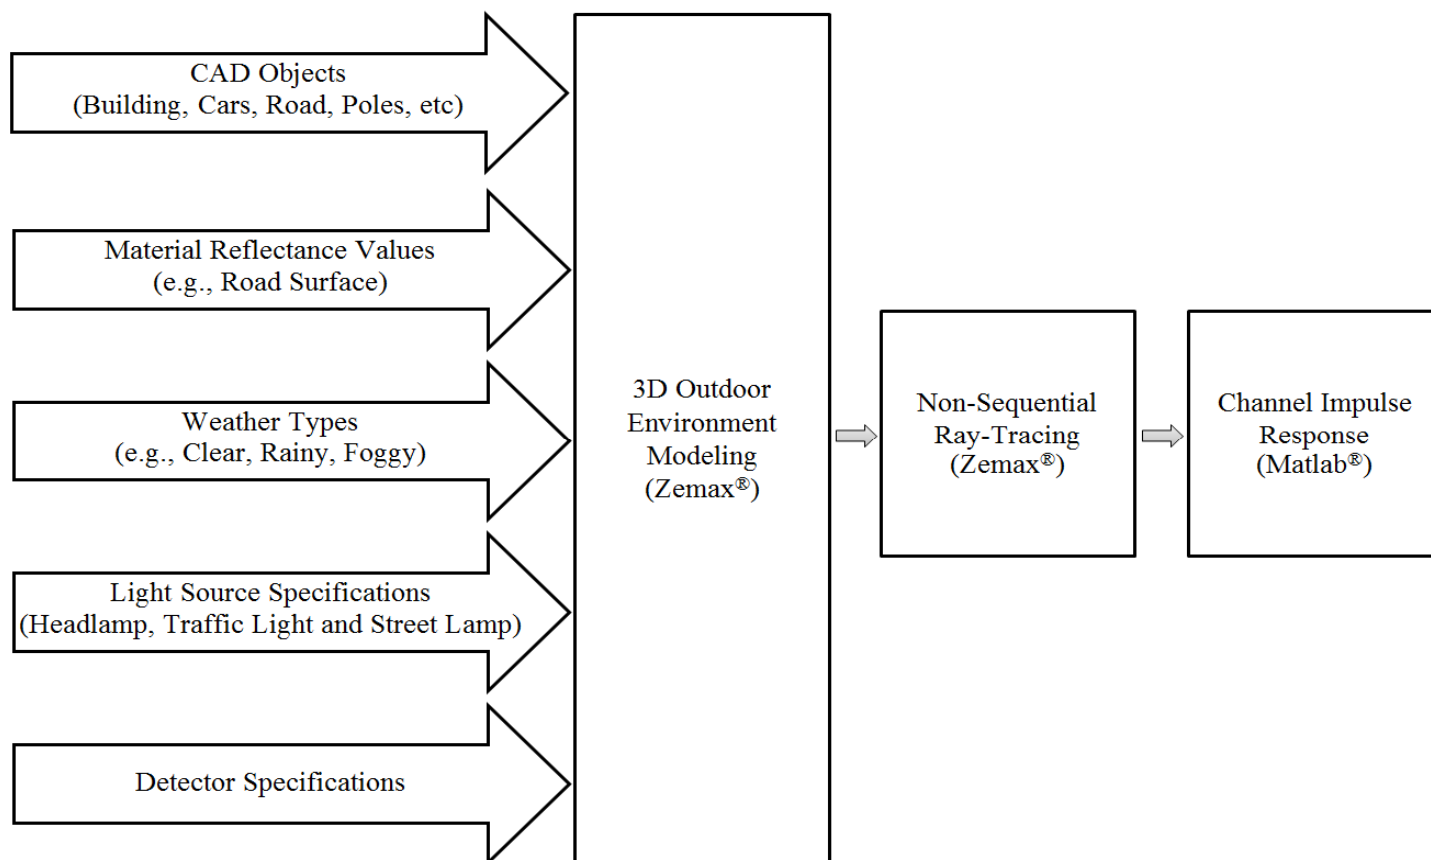 CAD Objects
(Building, Cars, Road, Poles, etc)
Material Reflectance Values
(e.g., Road Surface)
Weather Types
(e.g., Clear, Rainy, Foggy)
Light Source Specifications
(Headlamp, Traffic Light and Street Lamp)
Detector Specifications
3D Outdoor
Environment
Modeling
(Zemax®)
Non-Sequential
Ray-Tracing
(Zemax®)
Channel Impulse
Response
(Matlab®)